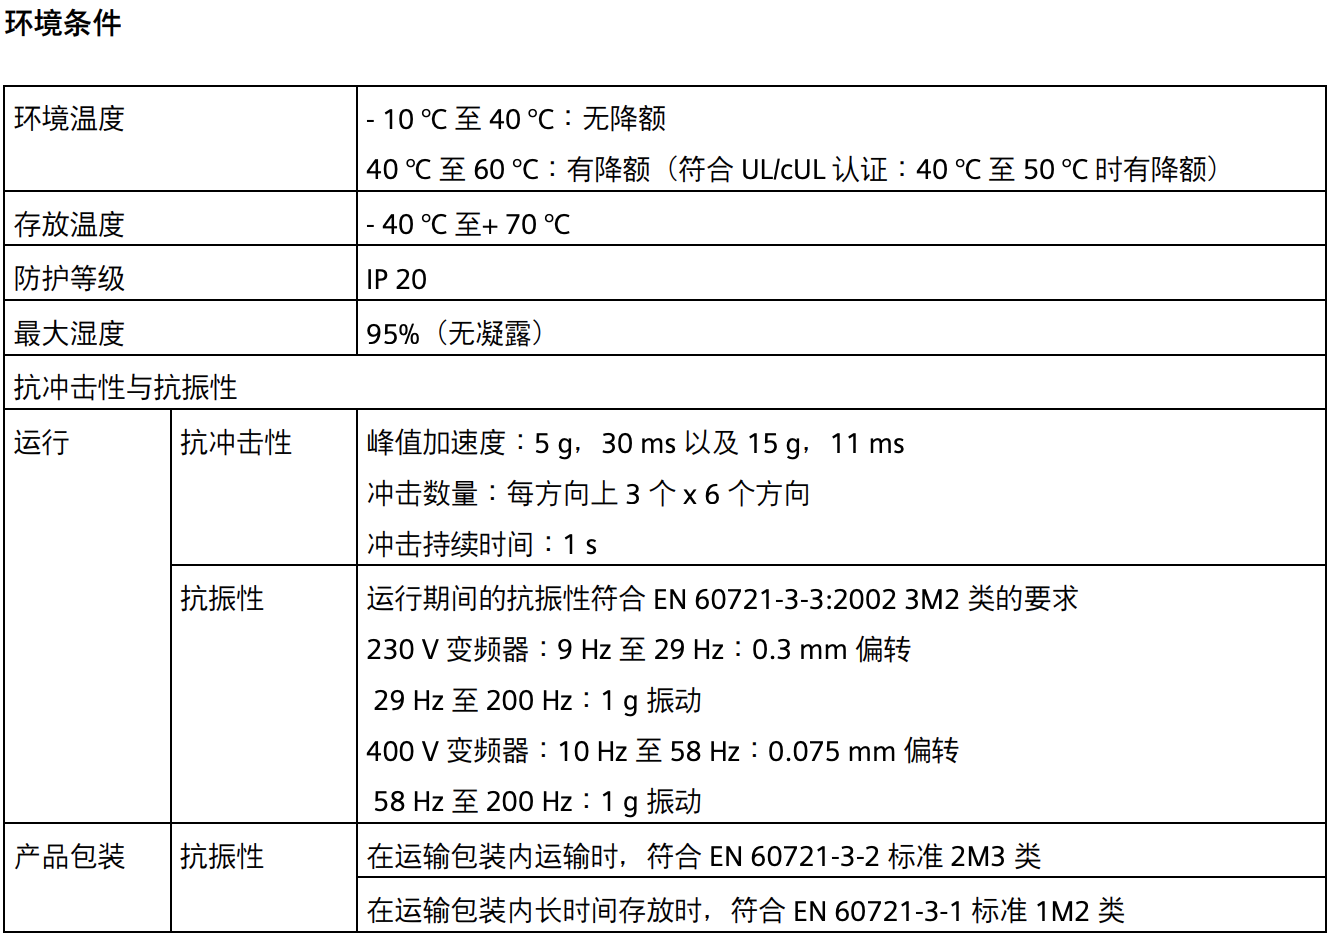 环境条件
环境温度
- 10 ℃ 至 40 ℃：无降额
40 ℃ 至 60 ℃：有降额（符合 UL/cUL 认证：40 ℃ 至 50 ℃ 时有降额）
存放温度
- 40 ℃ 至+ 70 ℃
防护等级
IP 20
最大湿度
95%（无凝露）
抗冲击性与抗振性
运行
抗冲击性
峰值加速度：5 g，30 ms 以及 15 g，11 ms
冲击数量：每方向上 3 个 x 6 个方向
冲击持续时间：1 s
抗振性
运行期间的抗振性符合 EN 60721-3-3:2002 3M2 类的要求
230 V 变频器：9 Hz 至 29 Hz：0.3 mm 偏转
29 Hz 至 200 Hz：1 g 振动
400 V 变频器：10 Hz 至 58 Hz：0.075 mm 偏转
58 Hz 至 200 Hz：1 g 振动
产品包装
抗振性
在运输包装内运输时，符合 EN 60721-3-2 标准 2M3 类
在运输包装内长时间存放时，符合 EN 60721-3-1 标准 1M2 类